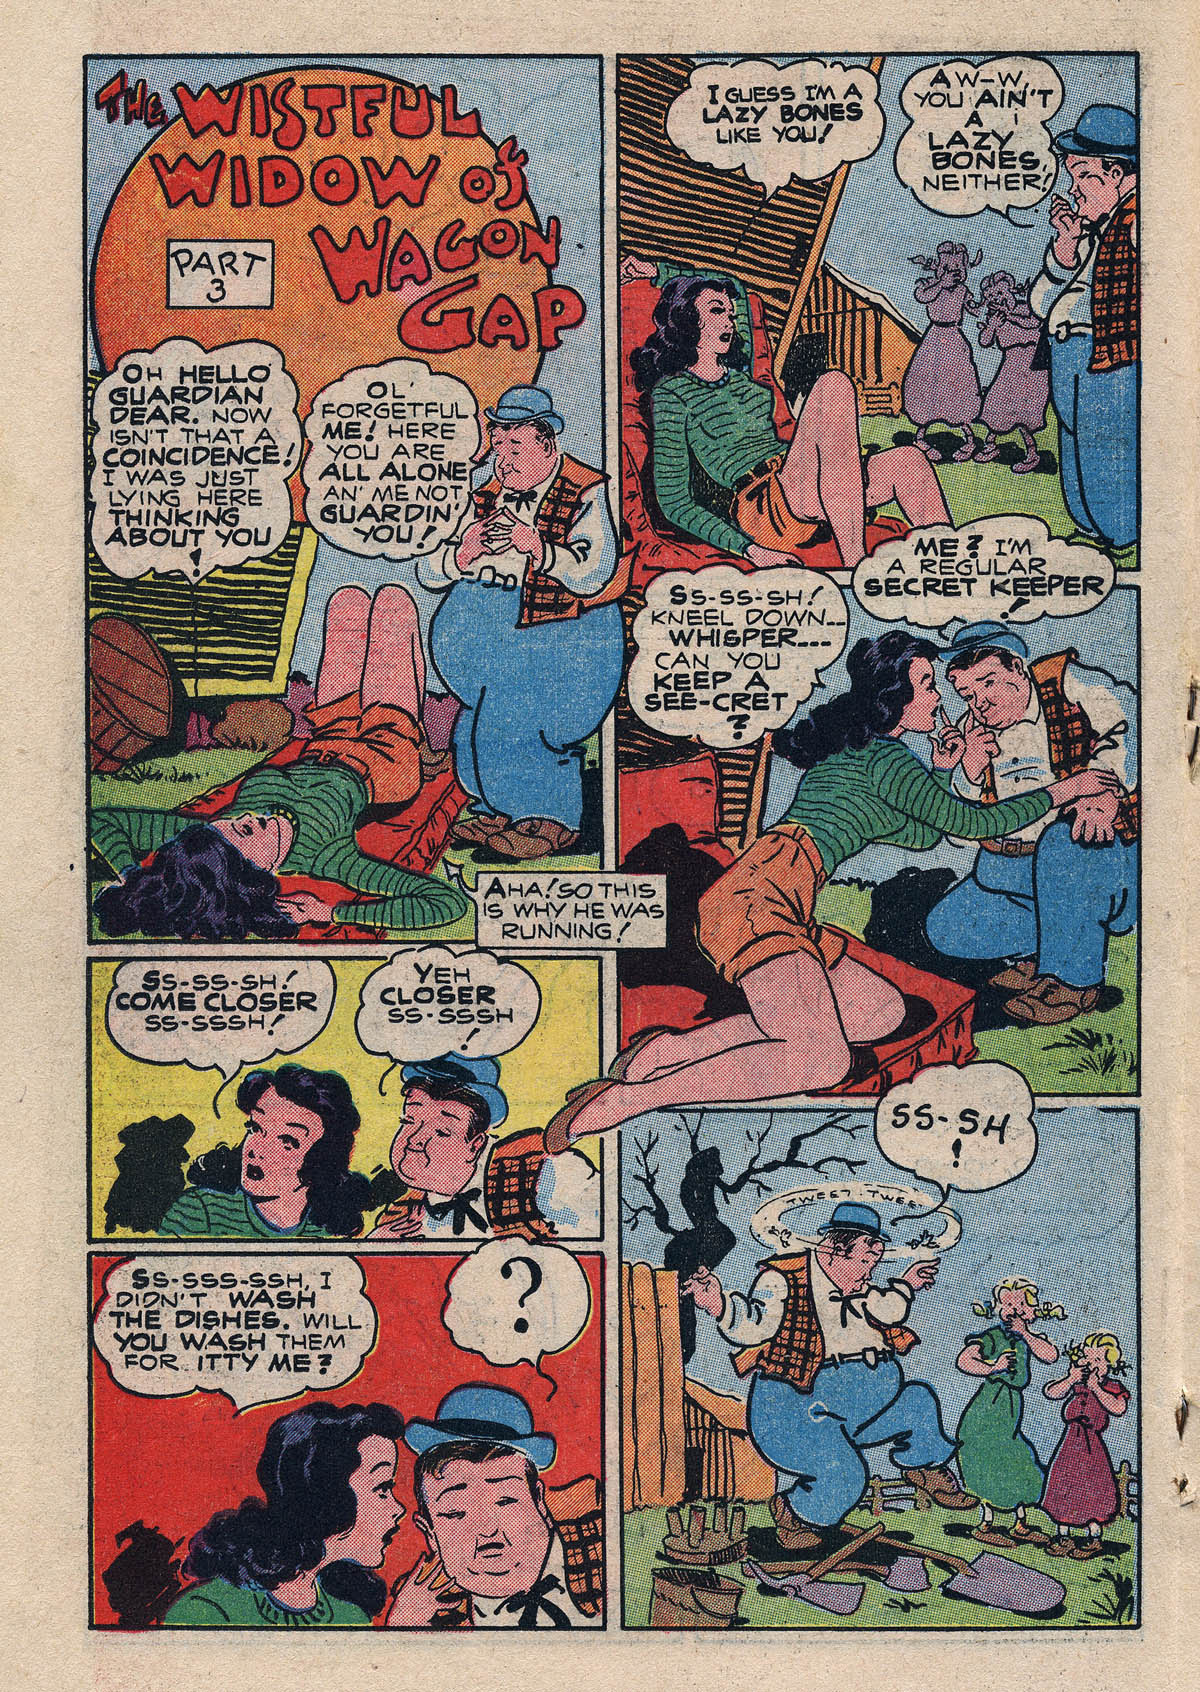 THE WISTFUL
WIDOW of
WAGON
GAP
PART
3
OH HELLO
GUARDIAN
DEAR. NOW
ISN'T THAT A
COINCIDENCE!
I WAS JUST
LYING HERE
THINKING
ABOUT YOU
!
OL'
FORGETFUL
ME! HERE
YOU ARE
ALL ALONE
AN' ME NOT
GUARDIN'
YOU!
AHA! SO THIS
IS WHY HE WAS
RUNNING!
I GUESS I'M A
LAZY BONES
LIKE YOU!
AW-W,
YOU AIN'T
A
LAZY
BONES,
NEITHER!
SS-SS-SH!
KNEEL DOWN__
WHISPER___
CAN YOU
KEEP A
SEE-CRET
?
ME? I'M
A REGULAR
SECRET KEEPER
!
SS-SS-SH!
COME CLOSER
SS-SSSH!
YEH
CLOSER
SS-SSSH
!
SS-SSS-SSH, I
DIDN'T WASH
THE DISHES. WILL
YOU WASH THEM
FOR ITTY ME?
?
SS-SH
!
TWEET-TWEE